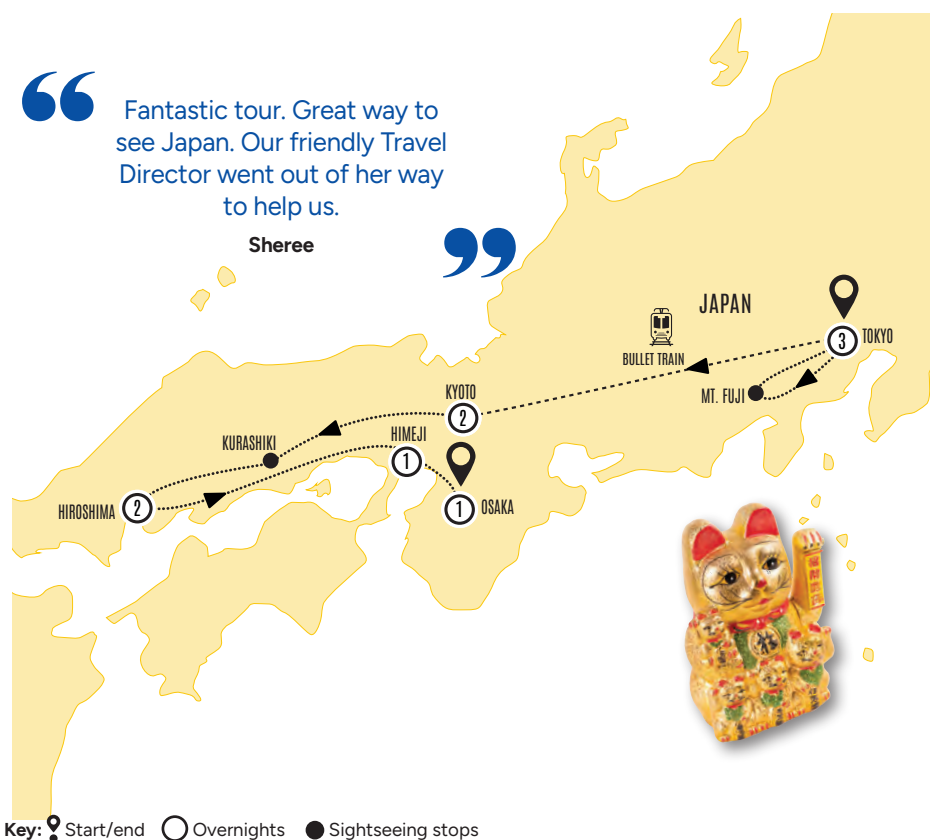 “
Fantastic tour. Great way to
see Japan. Our friendly Travel
Director went out of her way
to help us.
Sheree
”
JAPAN
3 TOKYO
BULLET TRAIN
MT. FUJI
KYOTO
2
HIMEJI
1
KURASHIKI
HIROSHIMA 2
1 OSAKA
Key: Start/end Overnights Sightseeing stops